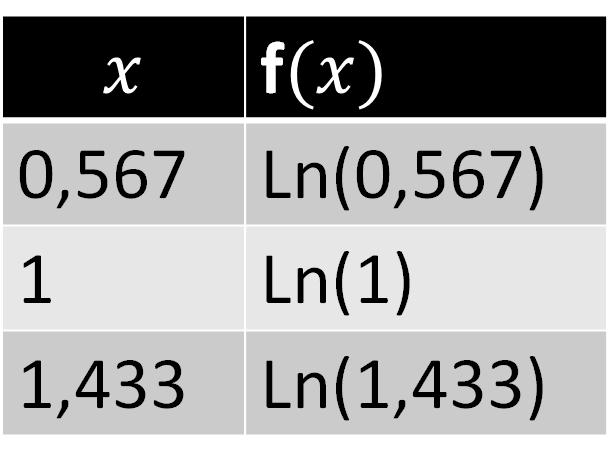 x f(x)
0,567 Ln(0,567)
1 Ln(1)
1,433 Ln(1,433)